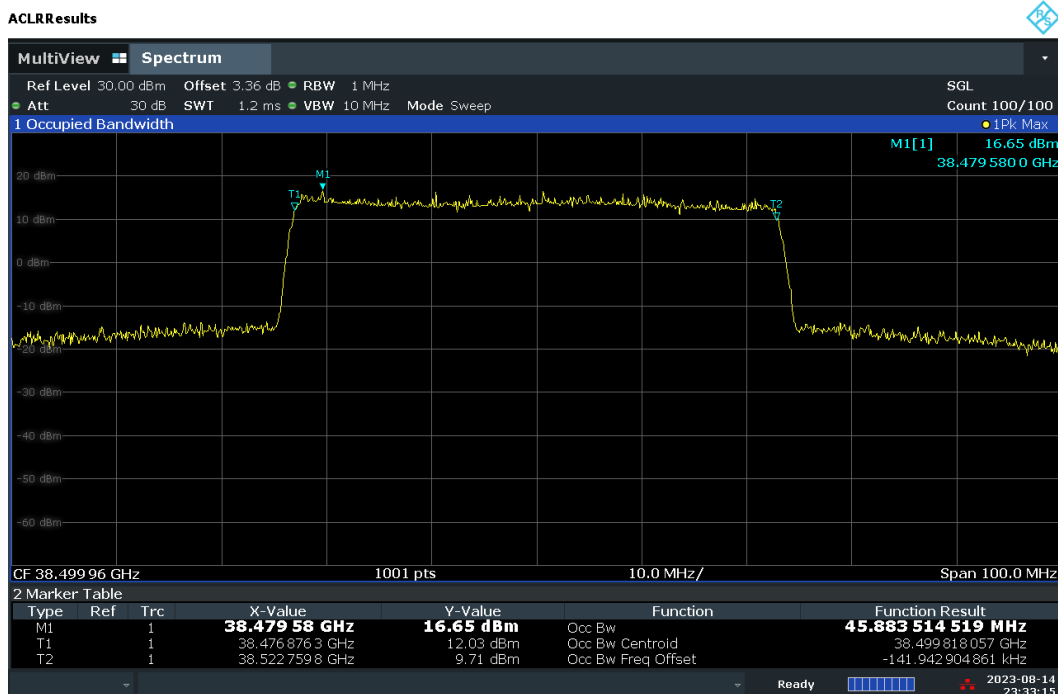 ACLRResults
R&S
MultiView Spectrum
Ref Level 30.00 dBm Offset 3.36 dB RBW 1 MHz SGL
Att 30 dB SWT 1.2 ms VBW 10 MHz Mode Sweep Count 100/100
1 Occupied Bandwidth 1Pk Max
M1[1] 16.65 dBm
38.479 580 0 GHz
20 dBm
M1
T1
T2
10 dBm
0 dBm
-10 dBm
-20 dBm
-30 dBm
-40 dBm
-50 dBm
-60 dBm
CF 38.499 96 GHz 1001 pts 10.0 MHz/ Span 100.0 MHz
2 Marker Table
Type Ref Trc X-Value Y-Value Function Function Result
M1 1 38.479 58 GHz 16.65 dBm Occ Bw 45.883 514 519 MHz
T1 1 38.476 876 3 GHz 12.03 dBm Occ Bw Centroid 38.499 818 057 GHz
T2 1 38.522 759 8 GHz 9.71 dBm Occ Bw Freq Offset -141.942 904 861 kHz
Ready 2023-08-14
23:33:15